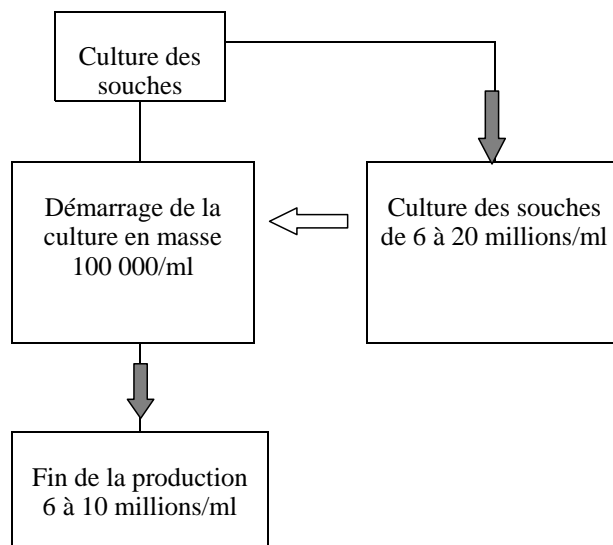 Culture des
souches
Démarrage de la
culture en masse
100 000/ml
Culture des souches
de 6 à 20 millions/ml
Fin de la production
6 à 10 millions/ml